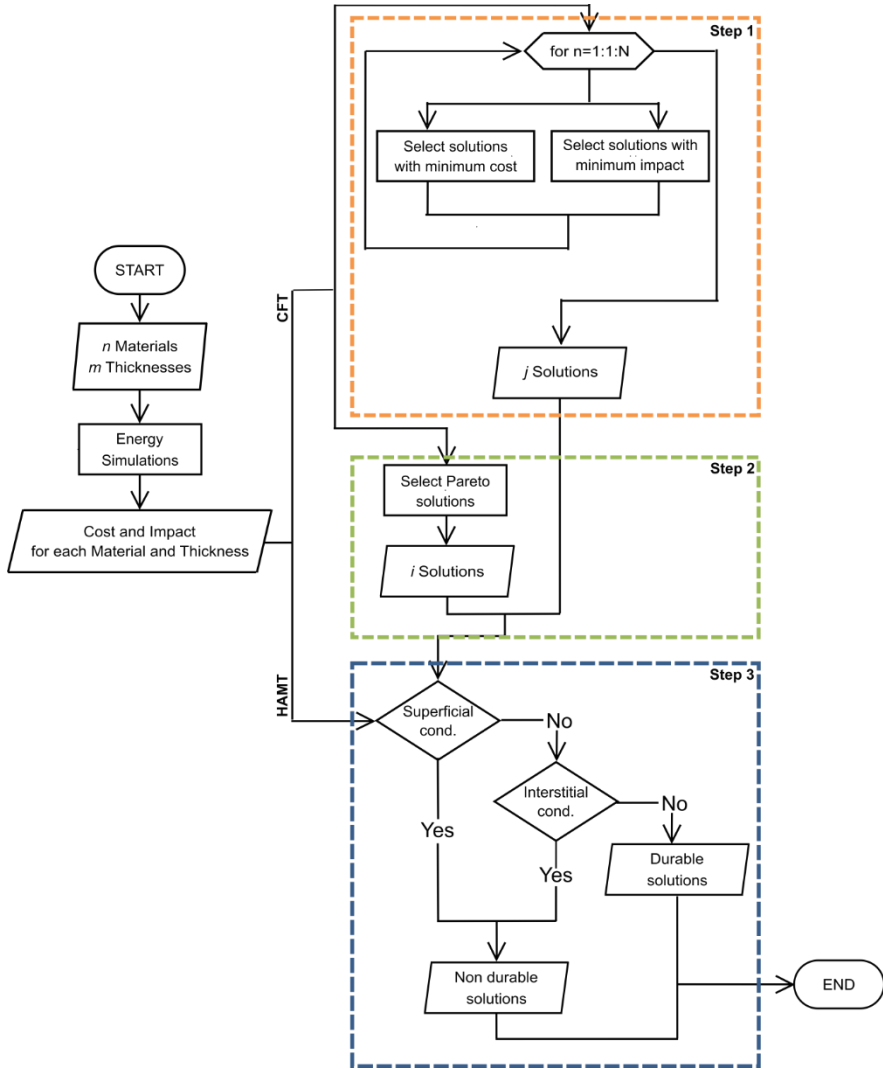 Step 1
for n=1:1:N
Select solutions
with minimum cost
Select solutions with
minimum impact
START
CFT
n Materials
m Thicknesses
j Solutions
Energy
Simulations
Step 2
Select Pareto
solutions
Cost and Impact
for each Material and Thickness
i Solutions
HAMT
Step 3
Superficial
cond.
No
Interstitial
cond.
No
Yes
Durable
solutions
Yes
Non durable
solutions
END